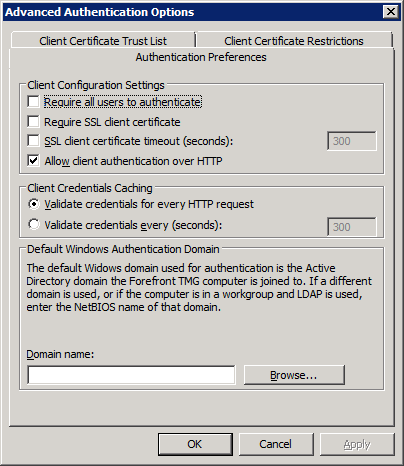 Advanced Authentication Options
Client Certificate Trust List
Client Certificate Restrictions
Authentication Preferences
Client Configuration Settings
Require all users to authenticate
Require SSL client certificate
SSL client certificate timeout (seconds):
300
Allow client authentication over HTTP
Client Credentials Caching
Validate credentials for every HTTP request
Validate credentials every (seconds):
300
Default Windows Authentication Domain
The default Widows domain used for authentication is the Active
Directory domain the Forefront TMG computer is joined to. If a different
domain is used, or if the computer is in a workgroup and LDAP is used,
enter the NetBIOS name of that domain.
Domain name:
Browse...
OK
Cancel
Apply